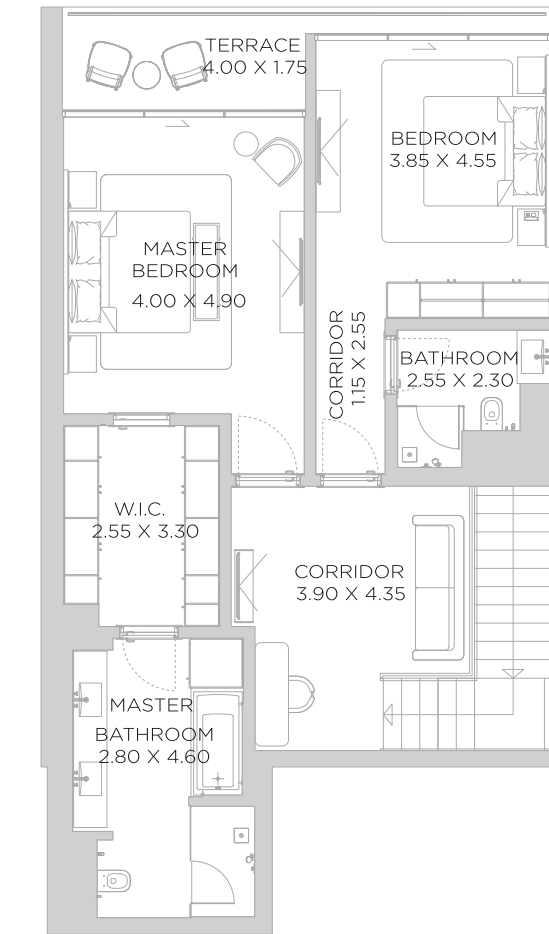 TERRACE
4.00 X 1.75
BEDROOM
3.85 X 4.55
MASTER
BEDROOM
4.00 X 4.90
CORRIDOR
1.15 X 2.55
BATHROOM
2.55 X 2.30
W.I.C.
2.55 X 3.30
CORRIDOR
3.90 X 4.35
MASTER
BATHROOM
2.80 X 4.60